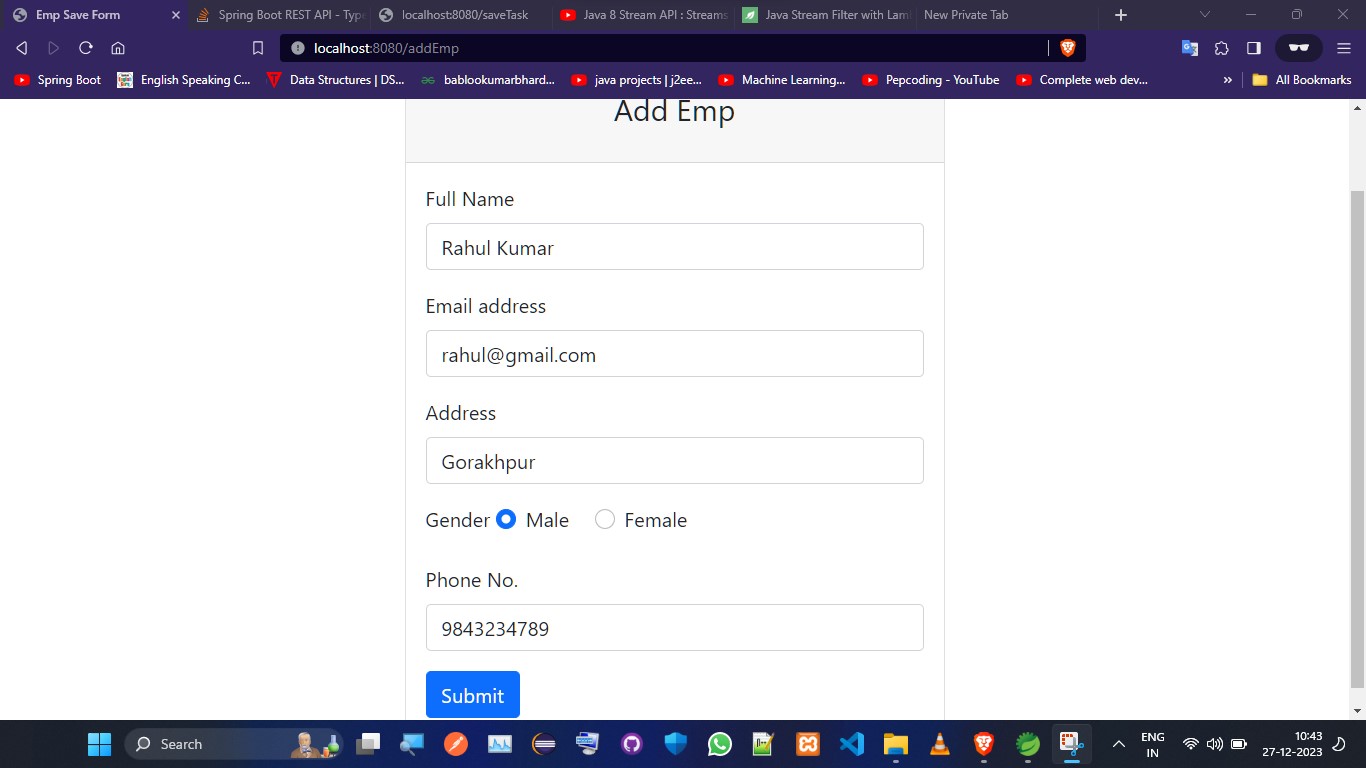 Emp Save Form
Spring Boot REST API - Type
localhost:8080/saveTask
Java 8 Stream API : Streams
Java Stream Filter with Lam
New Private Tab
localhost:8080/addEmp
Spring Boot
English Speaking C...
Data Structures | DS...
bablookumarbhard...
java projects | j2ee...
Machine Learning...
Pepcoding - YouTube
Complete web dev...
»
All Bookmarks
Add Emp
Full Name
Rahul Kumar
Email address
rahul@gmail.com
Address
Gorakhpur
Gender Male Female
Phone No.
9843234789
Submit
Search
ENG
IN
10:43
27-12-2023